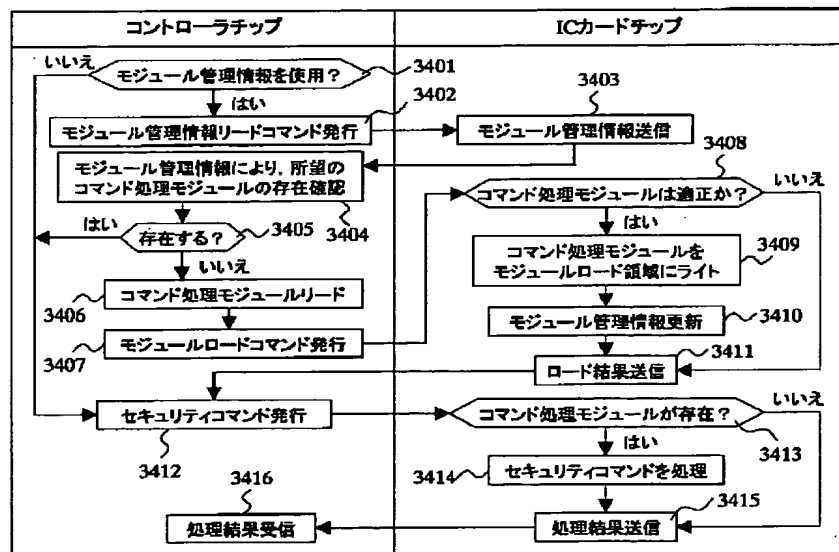 コントローラチップ
ICカードチップ
いいえ
モジュール管理情報を使用？
3401
はい
3402
3403
モジュール管理情報リードコマンド発行
モジュール管理情報送信
モジュール管理情報により，所望の
コマンド処理モジュールの存在確認
3404
3408
コマンド処理モジュールは適正か？
いいえ
はい
存在する？
3405
いいえ
はい
コマンド処理モジュールを
モジュールロード領域にライト
3409
コマンド処理モジュールリード
3406
モジュール管理情報更新
3410
モジュールロードコマンド発行
3407
ロード結果送信
3411
セキュリティコマンド発行
3412
コマンド処理モジュールが存在？
いいえ
3413
はい
3414
セキュリティコマンドを処理
3416
処理結果受信
処理結果送信
3415